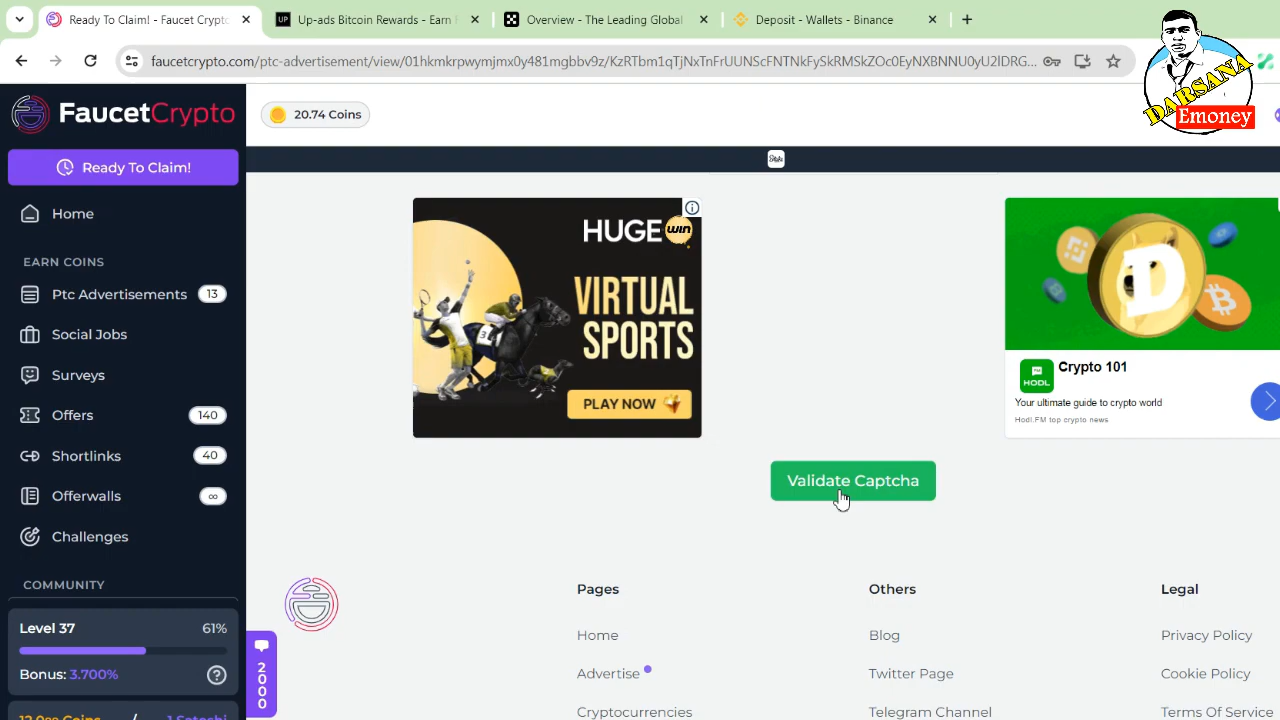 Ready To Claim! - Faucet Crypto
Up-ads Bitcoin Rewards - Earn
Overview - The Leading Global
Deposit - Wallets - Binance
faucetcrypto.com/ptc-advertisement/view/01hkmkrpwymjmx0y481mgbbv9z/KzRTbrn1qTjNxTnFrUUNScFNTNkFySkRMSkZOc0EyNXBNNU0yU2lDRG...
DARSANA
Emoney
FaucetCrypto
20.74 Coins
Ready To Claim!
Home
EARN COINS
Ptc Advertisements 13
Social Jobs
Surveys
Offers 140
Shortlinks 40
Offerwalls ∞
Challenges
COMMUNITY
Level 37 61%
Bonus: 3.700%
2000
HUGE win
VIRTUAL
SPORTS
PLAY NOW
HODL
Crypto 101
Your ultimate guide to crypto world
Hodl.FM top crypto news
Validate Captcha
Pages
Others
Legal
Home
Blog
Privacy Policy
Advertise
Twitter Page
Cookie Policy
Cryptocurrencies
Telegram Channel
Terms Of Service